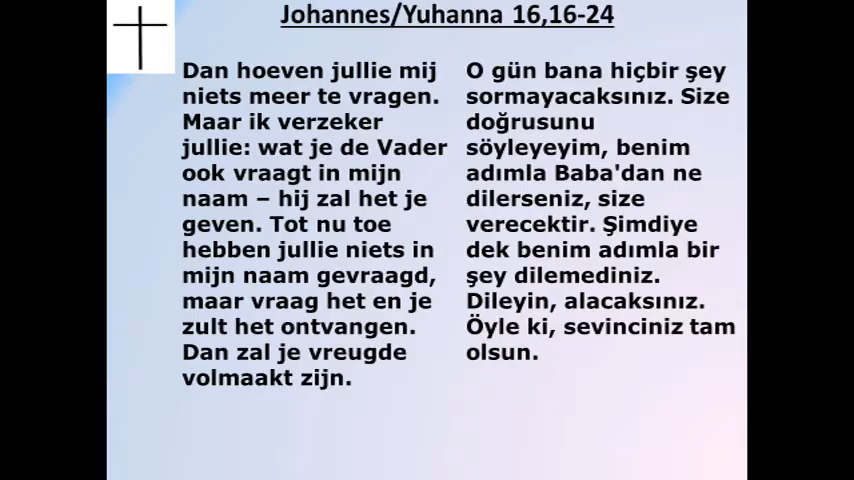 Johannes/Yuhanna 16,16-24
Dan hoeven jullie mij
niets meer te vragen.
Maar ik verzeker
jullie: wat je de Vader
ook vraagt in mijn
naam – hij zal het je
geven. Tot nu toe
hebben jullie niets in
mijn naam gevraagd,
maar vraag het en je
zult het ontvangen.
Dan zal je vreugde
volmaakt zijn.
O gün bana hiçbir şey
sormayacaksınız. Size
doğrusunu
söyleyeyim, benim
adımla Baba'dan ne
dilerseniz, size
verecektir. Şimdiye
dek benim adımla bir
şey dilemediniz.
Dileyin, alacaksınız.
Öyle ki, sevinciniz tam
olsun.